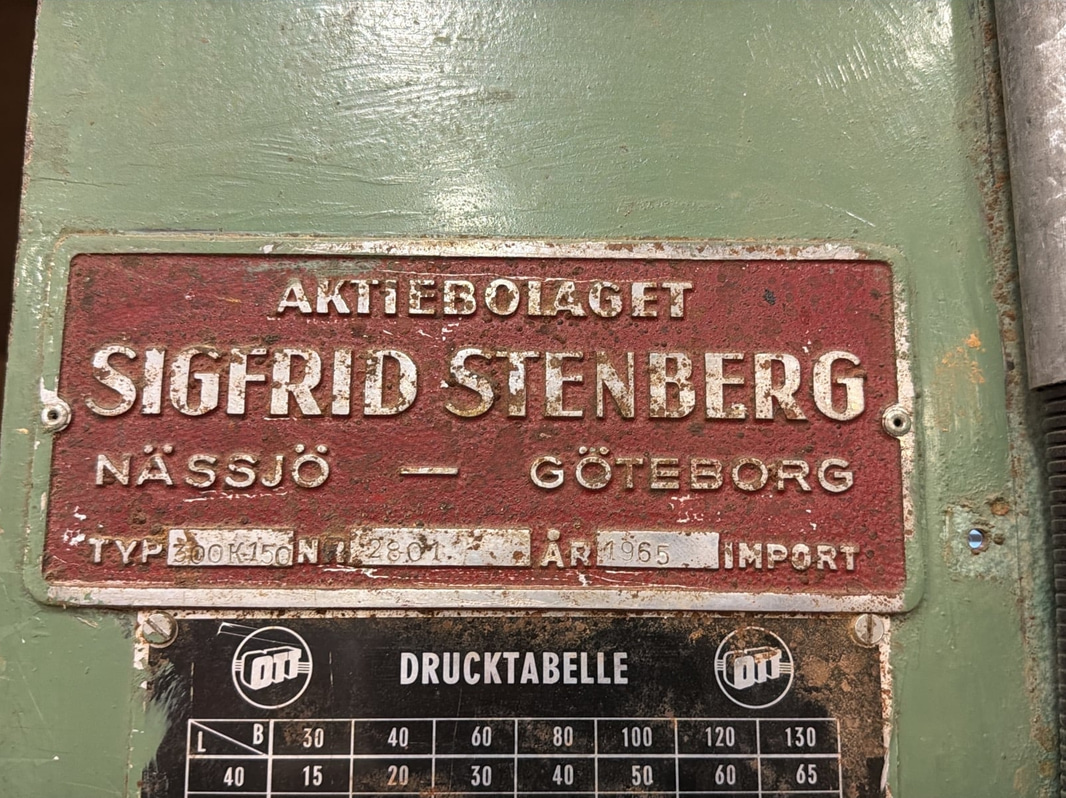 AKTIEBOLAGET
SIGFRID STENBERG
NÄSSJÖ — GÖTEBORG
TYP 300K150 NR 2801. ÅR 1965 IMPORT
OTT DRUCKTABELLE OTT
L B 30 40 60 80 100 120 130
40 15 20 30 40 50 60 65